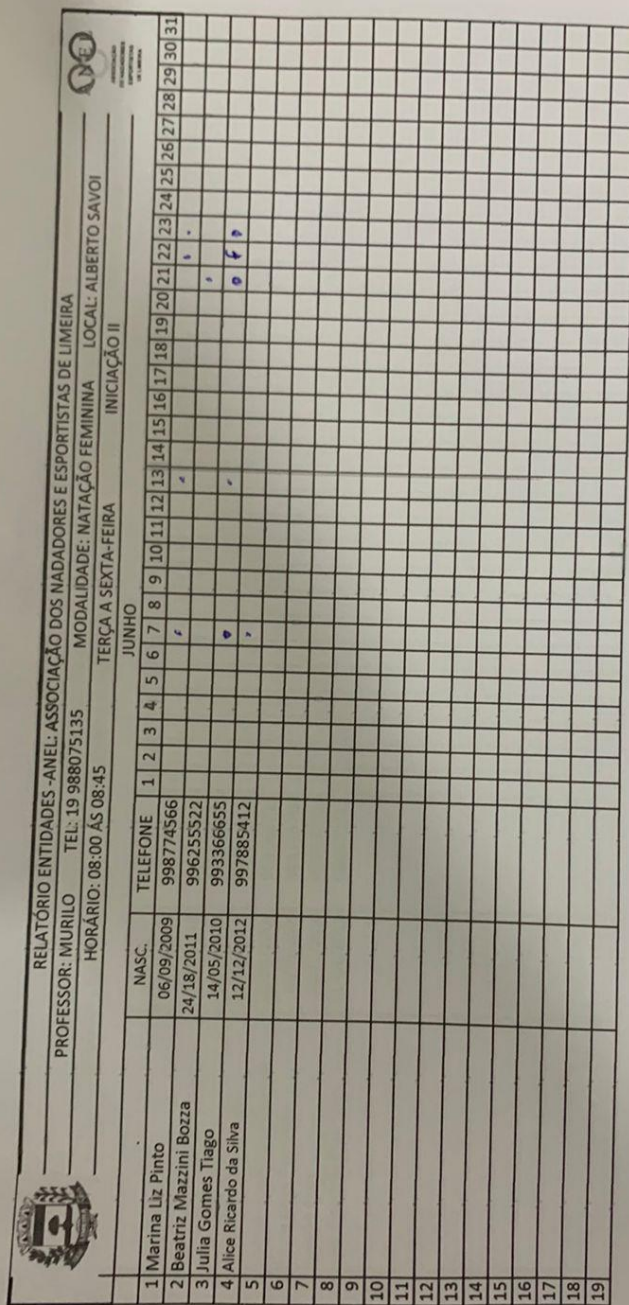 RELATÓRIO ENTIDADES -ANEL: ASSOCIAÇÃO DOS NADADORES E ESPORTISTAS DE LIMEIRA
PROFESSOR: MURILO TEL: 19 988075135 MODALIDADE: NATAÇÃO FEMININA LOCAL: ALBERTO SAVOI
HORÁRIO: 08:00 ÁS 08:45 TERÇA A SEXTA-FEIRA INICIAÇÃO II
JUNHO
NASC. TELEFONE 1 2 3 4 5 6 7 8 9 10 11 12 13 14 15 16 17 18 19 20 21 22 23 24 25 26 27 28 29 30 31
1 Marina Liz Pinto 06/09/2009 998774566
2 Beatriz Mazzini Bozza 24/18/2011 996255522
3 Julia Gomes Tiago 14/05/2010 993366655
4 Alice Ricardo da Silva 12/12/2012 997885412
5
6
7
8
9
10
11
12
13
14
15
16
17
18
19